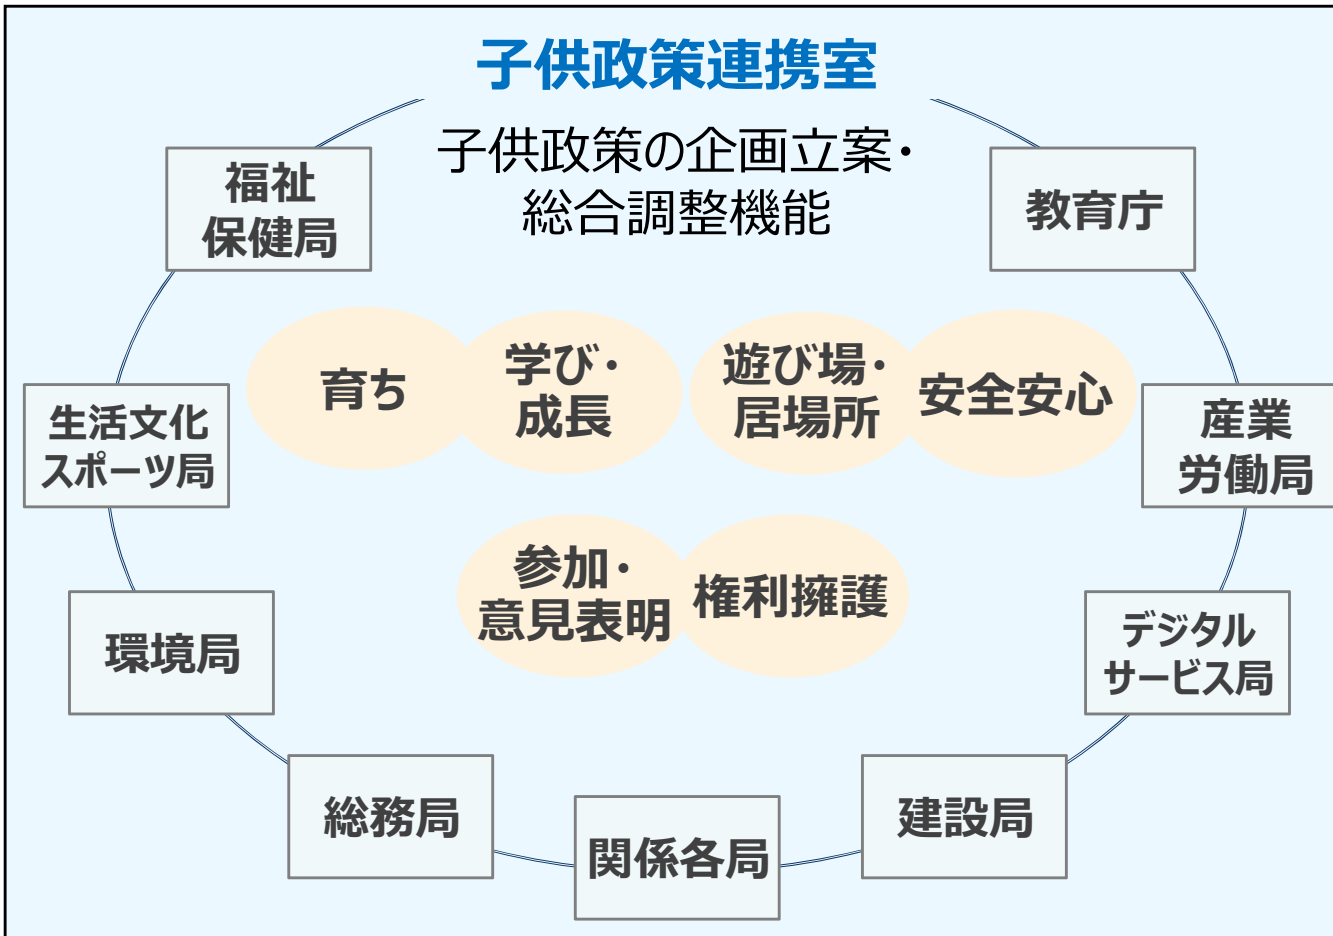 子供政策連携室
子供政策の企画立案・
総合調整機能
福祉
保健局
教育庁
育ち
学び・
成長
遊び場・
居場所
安全安心
生活文化
スポーツ局
産業
労働局
参加・
意見表明
権利擁護
環境局
デジタル
サービス局
総務局
関係各局
建設局